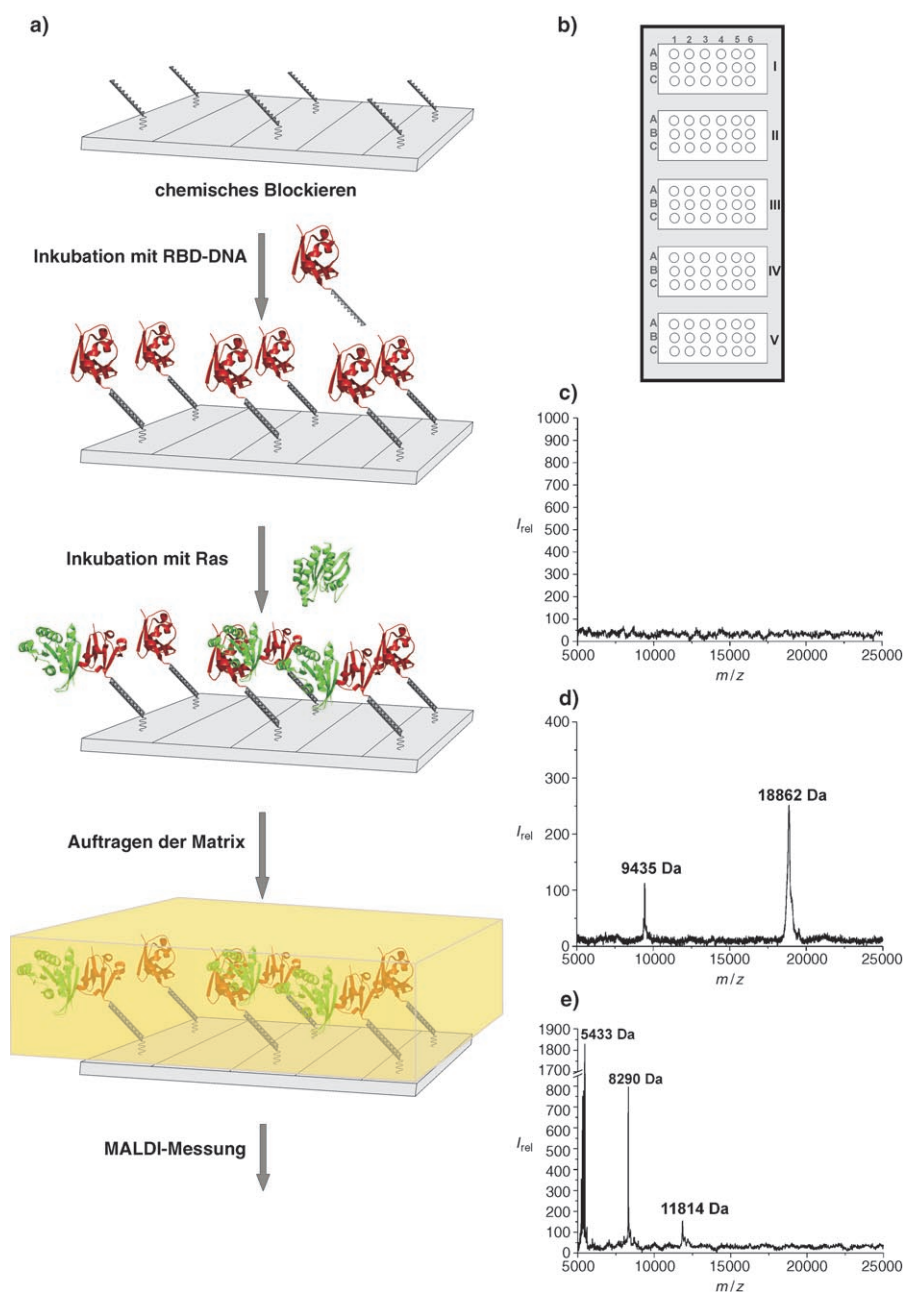 a)
chemisches Blockieren
Inkubation mit RBD-DNA
Inkubation mit Ras
Auftragen der Matrix
MALDI-Messung
b)
1 2 3 4 5 6
A
B
C
I
A
B
C
II
A
B
C
III
A
B
C
IV
A
B
C
V
c)
1000
900
800
700
600
500
400
300
200
100
0
I rel
5000 10000 15000 20000 25000
m / z
d)
400
300
200
100
0
I rel
9435 Da
18862 Da
5000 10000 15000 20000 25000
m / z
e)
1900
1800
1700
800
700
600
500
400
300
200
100
0
I rel
5433 Da
8290 Da
11814 Da
5000 10000 15000 20000 25000
m / z